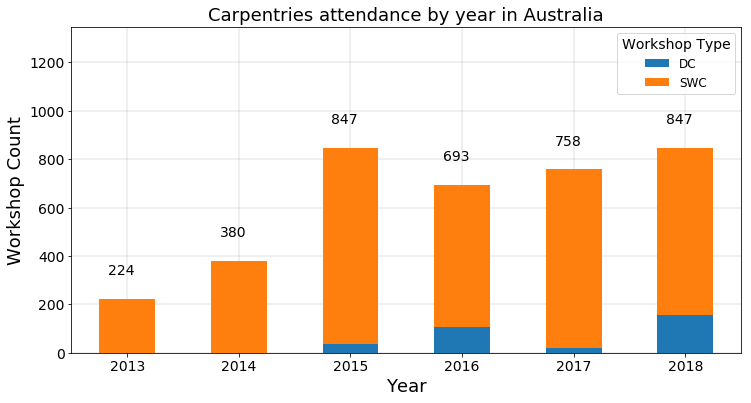 Carpentries attendance by year in Australia
Workshop Type
DC
SWC
Workshop Count
1200
1000
800
600
400
200
0
224
380
847
693
758
847
2013 2014 2015 2016 2017 2018
Year